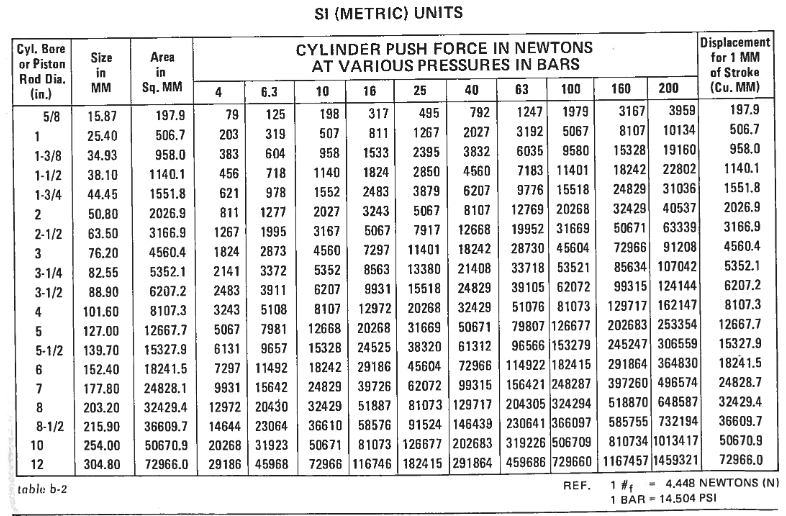 SI (METRIC) UNITS
Cyl. Bore or Piston Rod Dia. (in.) Size in MM Area in Sq. MM CYLINDER PUSH FORCE IN NEWTONS AT VARIOUS PRESSURES IN BARS Displacement for 1 MM of Stroke (Cu. MM)
4 6.3 10 16 25 40 63 100 160 200
5/8 15.87 197.9 79 125 198 317 495 792 1247 1979 3167 3959 197.9
1 25.40 506.7 203 319 507 811 1267 2027 3192 5067 8107 10134 506.7
1-3/8 34.93 958.0 383 604 958 1533 2395 3832 6035 9580 15328 19160 958.0
1-1/2 38.10 1140.1 456 718 1140 1824 2850 4560 7183 11401 18242 22802 1140.1
1-3/4 44.45 1551.8 621 978 1552 2483 3879 6207 9776 15518 24829 31036 1551.8
2 50.80 2026.9 811 1277 2027 3243 5067 8107 12769 20268 32429 40537 2026.9
2-1/2 63.50 3166.9 1267 1995 3167 5067 7917 12668 19952 31669 50671 63339 3166.9
3 76.20 4560.4 1824 2873 4560 7297 11401 18242 28730 45604 72966 91208 4560.4
3-1/4 82.55 5352.1 2141 3372 5352 8563 13380 21408 33718 53521 85634 107042 5352.1
3-1/2 88.90 6207.2 2483 3911 6207 9931 15518 24829 39105 62072 99315 124144 6207.2
4 101.60 8107.3 3243 5108 8107 12972 20268 32429 51076 81073 129717 162147 8107.3
5 127.00 12667.7 5067 7981 12668 20268 31669 50671 79807 126677 202683 253354 12667.7
5-1/2 139.70 15327.9 6131 9657 15328 24525 38320 61312 96566 153279 245247 306559 15327.9
6 152.40 18241.5 7297 11492 18242 29186 45604 72966 114922 182415 291864 364830 18241.5
7 177.80 24828.1 9931 15642 24829 39726 62072 99315 156421 248287 397260 496574 24828.7
8 203.20 32429.4 12972 20430 32429 51887 81073 129717 204305 324294 518870 648587 32429.4
8-1/2 215.90 36609.7 14644 23064 36610 58576 91524 146439 230641 366097 585755 732194 36609.7
10 254.00 50670.9 20268 31923 50671 81073 126677 202683 319226 506709 810734 1013417 50670.9
12 304.80 72966.0 29186 45968 72966 116746 182415 291864 459686 729660 1167457 1459321 72966.0
table b-2
REF. 1 #f = 4.448 NEWTONS (N)
1 BAR = 14.504 PSI